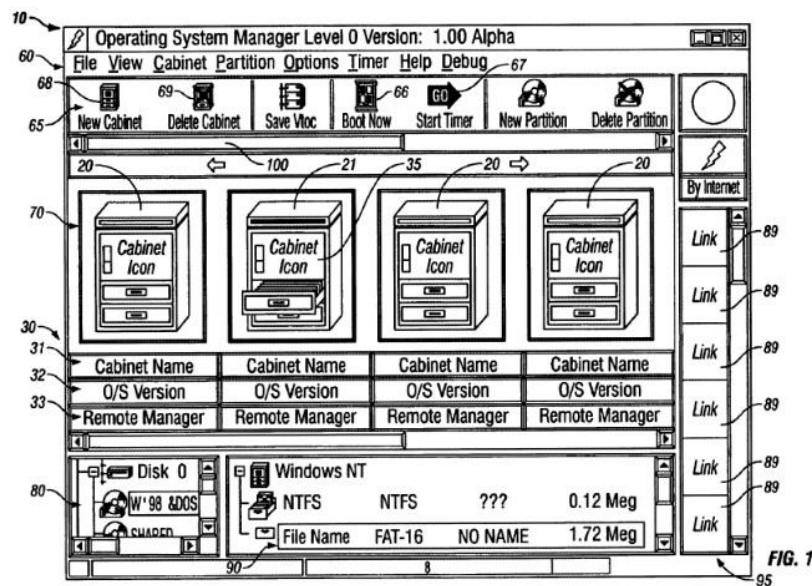 10
Operating System Manager Level 0 Version: 1.00 Alpha
60
File View Cabinet Partition Options Timer Help Debug
68 69 66 GO 67
65
New Cabinet Delete Cabinet Save Vtoc Boot Now Start Timer New Partition Delete Partition
20 100 21 35 20 20
By Internet
70
Cabinet Icon Cabinet Icon Cabinet Icon Cabinet Icon
Link 89
Link 89
Link 89
Link 89
Link 89
Link 89
30
31 Cabinet Name Cabinet Name Cabinet Name Cabinet Name
32 O/S Version O/S Version O/S Version O/S Version
33 Remote Manager Remote Manager Remote Manager Remote Manager
80
Disk 0
W'98 &DOS
SHARED
Windows NT
NTFS NTFS ??? 0.12 Meg
File Name FAT-16 NO NAME 1.72 Meg
90 8
95
FIG. 1